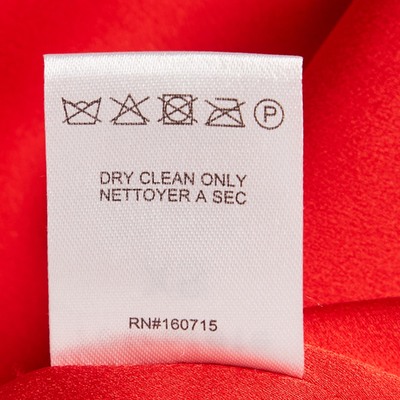 P
DRY CLEAN ONLY
NETTOYER A SEC
RN#160715